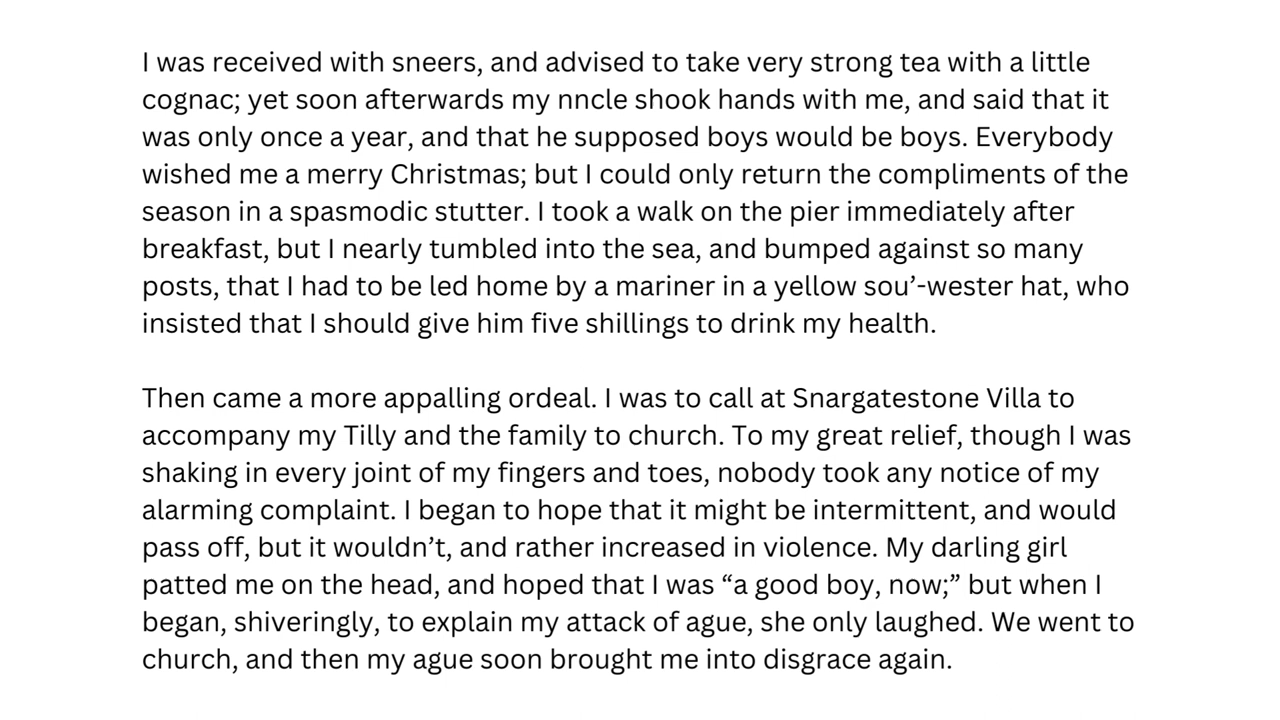 I was received with sneers, and advised to take very strong tea with a little
cognac; yet soon afterwards my nncle shook hands with me, and said that it
was only once a year, and that he supposed boys would be boys. Everybody
wished me a merry Christmas; but I could only return the compliments of the
season in a spasmodic stutter. I took a walk on the pier immediately after
breakfast, but I nearly tumbled into the sea, and bumped against so many
posts, that I had to be led home by a mariner in a yellow sou’-wester hat, who
insisted that I should give him five shillings to drink my health.

Then came a more appalling ordeal. I was to call at Snargatestone Villa to
accompany my Tilly and the family to church. To my great relief, though I was
shaking in every joint of my fingers and toes, nobody took any notice of my
alarming complaint. I began to hope that it might be intermittent, and would
pass off, but it wouldn’t, and rather increased in violence. My darling girl
patted me on the head, and hoped that I was “a good boy, now;” but when I
began, shiveringly, to explain my attack of ague, she only laughed. We went to
church, and then my ague soon brought me into disgrace again.